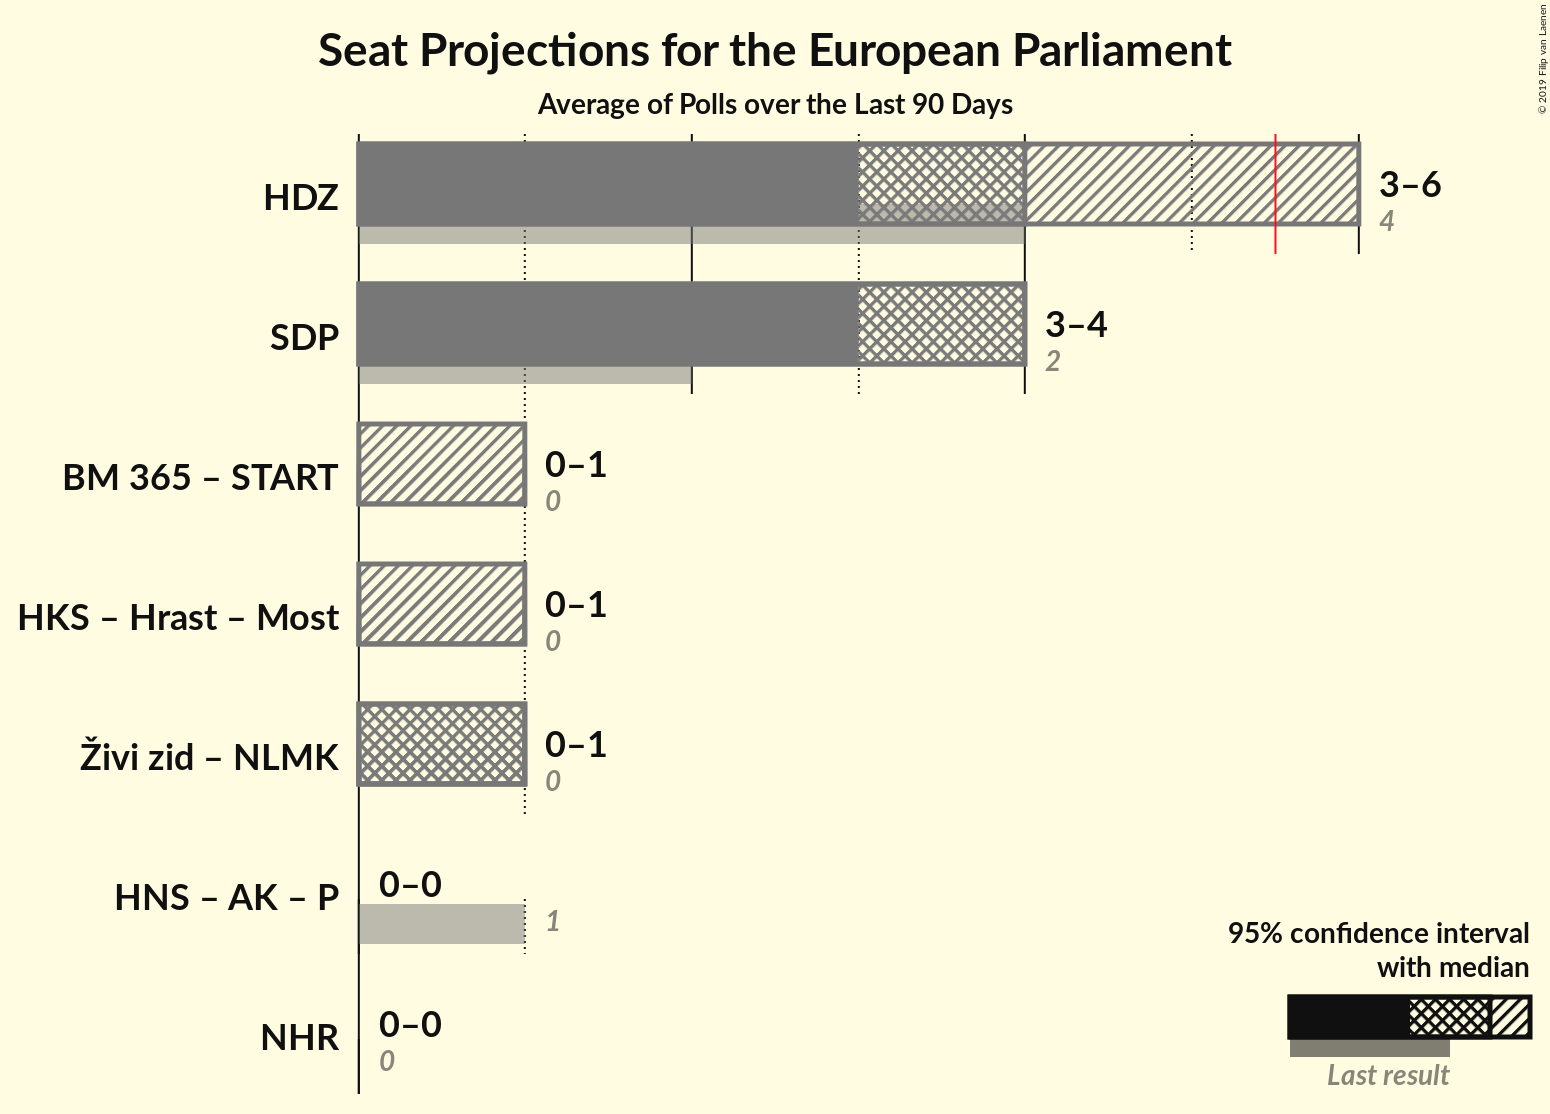 Seat Projections for the European Parliament
Average of Polls over the Last 90 Days
© 2019 Filip van Laenen
HDZ
3–6
4
SDP
3–4
2
BM 365 – START
0–1
0
HKS – Hrast – Most
0–1
0
Živi zid – NLMK
0–1
0
HNS – AK – P
0–0
1
NHR
0–0
0
95% confidence interval
with median
Last result